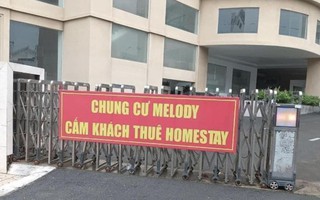 CHUNG CƯ MELODY
CẤM KHÁCH THUÊ HOMESTAY